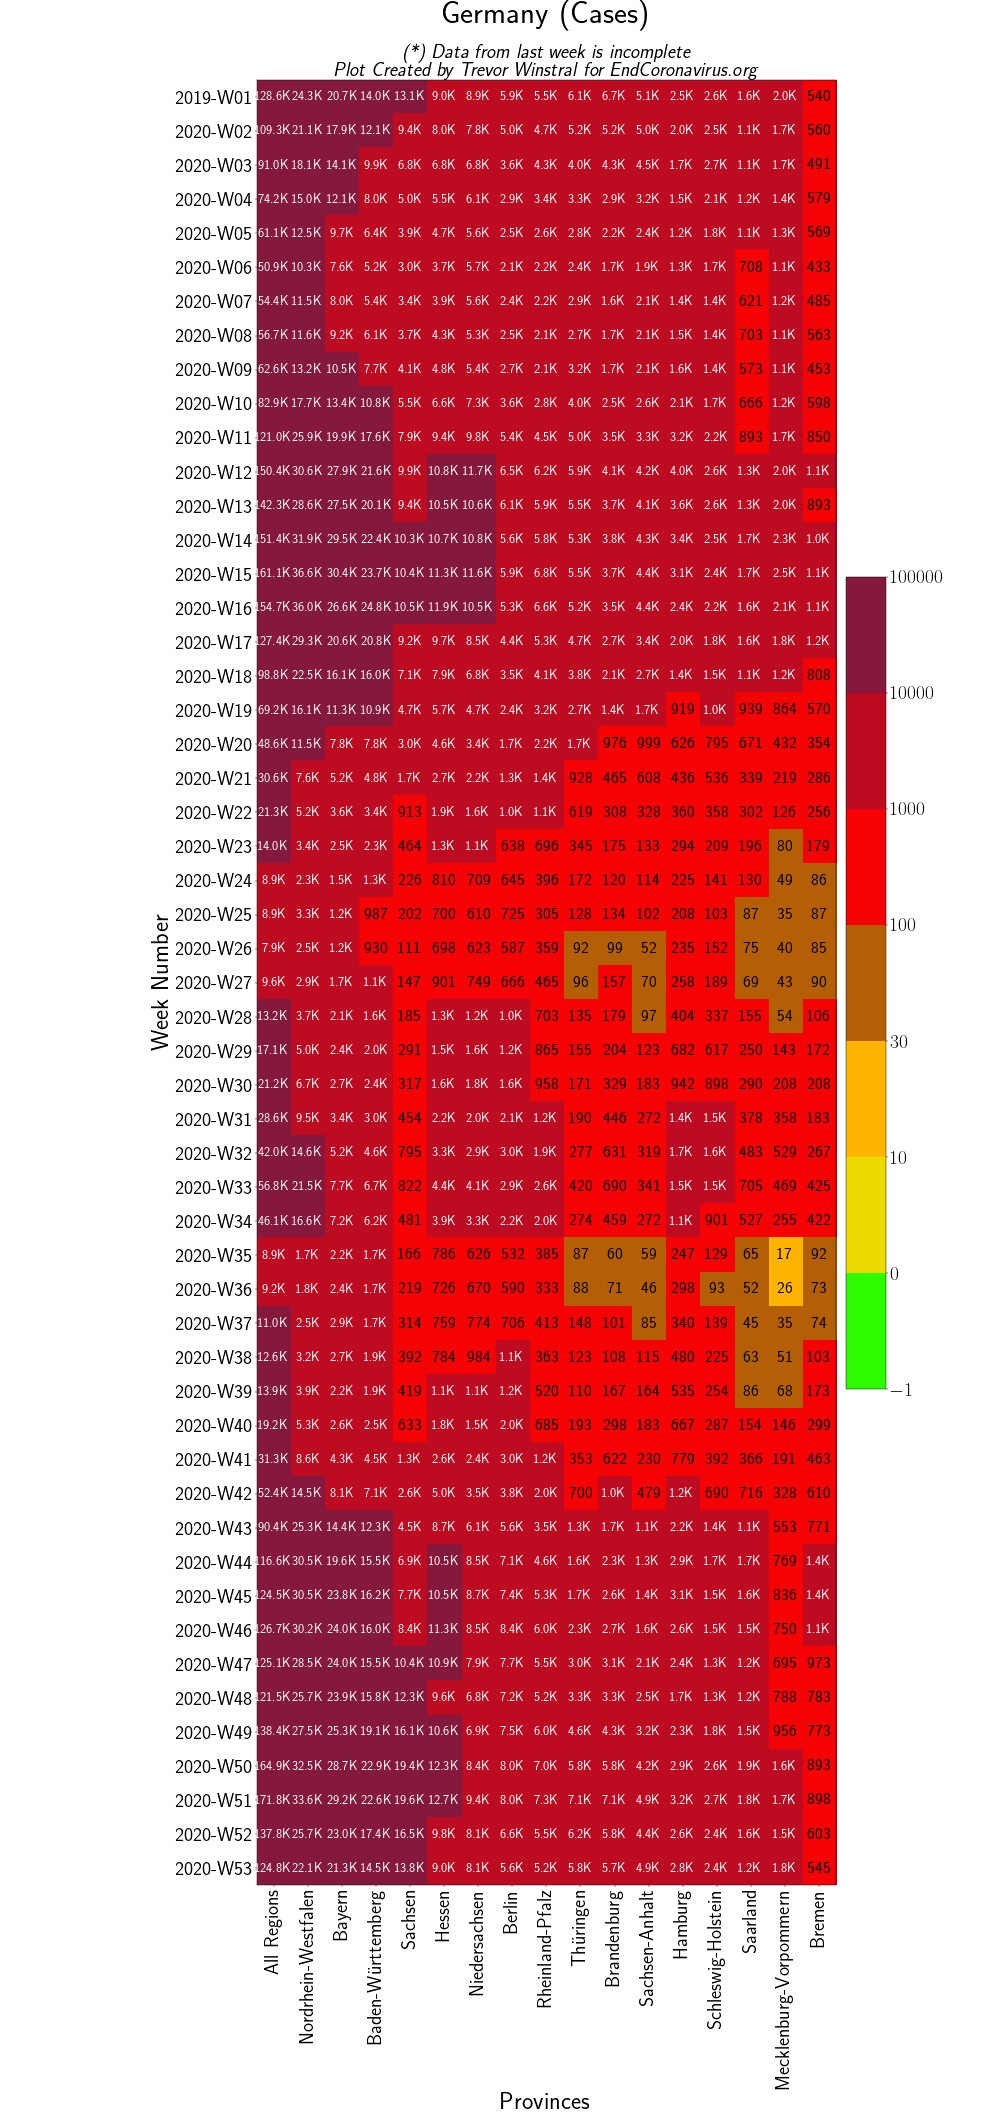 Germany (Cases)
(*) Data from last week is incomplete
Plot Created by Trevor Winstral for EndCoronavirus.org
2019-W01 128.6K 24.3K 20.7K 14.0K 13.1K 9.0K 8.9K 5.9K 5.5K 6.1K 6.7K 5.1K 2.5K 2.6K 1.6K 2.0K 540
2020-W02 109.3K 21.1K 17.9K 12.1K 9.4K 8.0K 7.8K 5.0K 4.7K 5.2K 5.2K 5.0K 2.0K 2.5K 1.1K 1.7K 560
2020-W03 91.0K 18.1K 14.1K 9.9K 6.8K 6.8K 6.8K 3.6K 4.3K 4.0K 4.3K 4.5K 1.7K 2.7K 1.1K 1.7K 491
2020-W04 74.2K 15.0K 12.1K 8.0K 5.0K 5.5K 6.1K 2.9K 3.4K 3.3K 2.9K 3.2K 1.5K 2.1K 1.2K 1.4K 579
2020-W05 61.1K 12.5K 9.7K 6.4K 3.9K 4.7K 5.6K 2.5K 2.6K 2.8K 2.2K 2.4K 1.2K 1.8K 1.1K 1.3K 569
2020-W06 50.9K 10.3K 7.6K 5.2K 3.0K 3.7K 5.7K 2.1K 2.2K 2.4K 1.7K 1.9K 1.3K 1.7K 708 1.1K 433
2020-W07 54.4K 11.5K 8.0K 5.4K 3.4K 3.9K 5.6K 2.4K 2.2K 2.9K 1.6K 2.1K 1.4K 1.4K 621 1.2K 485
2020-W08 56.7K 11.6K 9.2K 6.1K 3.7K 4.3K 5.3K 2.5K 2.1K 2.7K 1.7K 2.1K 1.5K 1.4K 703 1.1K 563
2020-W09 62.6K 13.2K 10.5K 7.7K 4.1K 4.8K 5.4K 2.7K 2.1K 3.2K 1.7K 2.1K 1.6K 1.4K 573 1.1K 453
2020-W10 82.9K 17.7K 13.4K 10.8K 5.5K 6.6K 7.3K 3.6K 2.8K 4.0K 2.5K 2.6K 2.1K 1.7K 666 1.2K 598
2020-W11 121.0K 25.9K 19.9K 17.6K 7.9K 9.4K 9.8K 5.4K 4.5K 5.0K 3.5K 3.3K 3.2K 2.2K 893 1.7K 850
2020-W12 150.4K 30.6K 27.9K 21.6K 9.9K 10.8K 11.7K 6.5K 6.2K 5.9K 4.1K 4.2K 4.0K 2.6K 1.3K 2.0K 1.1K
2020-W13 142.3K 28.6K 27.5K 20.1K 9.4K 10.5K 10.6K 6.1K 5.9K 5.5K 3.7K 4.1K 3.6K 2.6K 1.3K 2.0K 893
2020-W14 151.4K 31.9K 29.5K 22.4K 10.3K 10.7K 10.8K 5.6K 5.8K 5.3K 3.8K 4.3K 3.4K 2.5K 1.7K 2.3K 1.0K
2020-W15 161.1K 36.6K 30.4K 23.7K 10.4K 11.3K 11.6K 5.9K 6.8K 5.5K 3.7K 4.4K 3.1K 2.4K 1.7K 2.5K 1.1K
2020-W16 154.7K 36.0K 26.6K 24.8K 10.5K 11.9K 10.5K 5.3K 6.6K 5.2K 3.5K 4.4K 2.4K 2.2K 1.6K 2.1K 1.1K
2020-W17 127.4K 29.3K 20.6K 20.8K 9.2K 9.7K 8.5K 4.4K 5.3K 4.7K 2.7K 3.4K 2.0K 1.8K 1.6K 1.8K 1.2K
2020-W18 98.8K 22.5K 16.1K 16.0K 7.1K 7.9K 6.8K 3.5K 4.1K 3.8K 2.1K 2.7K 1.4K 1.5K 1.1K 1.2K 808
2020-W19 69.2K 16.1K 11.3K 10.9K 4.7K 5.7K 4.7K 2.4K 3.2K 2.7K 1.4K 1.7K 919 1.0K 939 864 570
2020-W20 48.6K 11.5K 7.8K 7.8K 3.0K 4.6K 3.4K 1.7K 2.2K 1.7K 976 999 626 795 671 432 354
2020-W21 30.6K 7.6K 5.2K 4.8K 1.7K 2.7K 2.2K 1.3K 1.4K 928 465 608 436 536 339 219 286
2020-W22 21.3K 5.2K 3.6K 3.4K 913 1.9K 1.6K 1.0K 1.1K 619 308 328 360 358 302 126 256
2020-W23 14.0K 3.4K 2.5K 2.3K 464 1.3K 1.1K 638 696 345 175 133 294 209 196 80 179
2020-W24 8.9K 2.3K 1.5K 1.3K 226 810 709 645 396 172 120 114 225 141 130 49 86
2020-W25 8.9K 3.3K 1.2K 987 202 700 610 725 305 128 134 102 208 103 87 35 87
2020-W26 7.9K 2.5K 1.2K 930 111 698 623 587 359 92 99 52 235 152 75 40 85
2020-W27 9.6K 2.9K 1.7K 1.1K 147 901 749 666 465 96 157 70 258 189 69 43 90
2020-W28 13.2K 3.7K 2.1K 1.6K 185 1.3K 1.2K 1.0K 703 135 179 97 404 337 155 54 106
2020-W29 17.1K 5.0K 2.4K 2.0K 291 1.5K 1.6K 1.2K 865 155 204 123 682 617 250 143 172
2020-W30 21.2K 6.7K 2.7K 2.4K 317 1.6K 1.8K 1.6K 958 171 329 183 942 898 290 208 208
2020-W31 28.6K 9.5K 3.4K 3.0K 454 2.2K 2.0K 2.1K 1.2K 190 446 272 1.4K 1.5K 378 358 183
2020-W32 42.0K 14.6K 5.2K 4.6K 795 3.3K 2.9K 3.0K 1.9K 277 631 319 1.7K 1.6K 483 529 267
2020-W33 56.8K 21.5K 7.7K 6.7K 822 4.4K 4.1K 2.9K 2.6K 420 690 341 1.5K 1.5K 705 469 425
2020-W34 46.1K 16.6K 7.2K 6.2K 481 3.9K 3.3K 2.2K 2.0K 274 459 272 1.1K 901 527 255 422
2020-W35 8.9K 1.7K 2.2K 1.7K 166 786 626 532 385 87 60 59 247 129 65 17 92
2020-W36 9.2K 1.8K 2.4K 1.7K 219 726 670 590 333 88 71 46 298 93 52 26 73
2020-W37 11.0K 2.5K 2.9K 1.7K 314 759 774 706 413 148 101 85 340 139 45 35 74
2020-W38 12.6K 3.2K 2.7K 1.9K 392 784 984 1.1K 363 123 108 115 480 225 63 51 103
2020-W39 13.9K 3.9K 2.2K 1.9K 419 1.1K 1.1K 1.2K 520 110 167 164 535 254 86 68 173
2020-W40 19.2K 5.3K 2.6K 2.5K 633 1.8K 1.5K 2.0K 685 193 298 183 667 287 154 146 299
2020-W41 31.3K 8.6K 4.3K 4.5K 1.3K 2.6K 2.4K 3.0K 1.2K 353 622 230 779 392 366 191 463
2020-W42 52.4K 14.5K 8.1K 7.1K 2.6K 5.0K 3.5K 3.8K 2.0K 700 1.0K 479 1.2K 690 716 328 610
2020-W43 90.4K 25.3K 14.4K 12.3K 4.5K 8.7K 6.1K 5.6K 3.5K 1.3K 1.7K 1.1K 2.2K 1.4K 1.1K 553 771
2020-W44 116.6K 30.5K 19.6K 15.5K 6.9K 10.5K 8.5K 7.1K 4.6K 1.6K 2.3K 1.3K 2.9K 1.7K 1.7K 769 1.4K
2020-W45 124.5K 30.5K 23.8K 16.2K 7.7K 10.5K 8.7K 7.4K 5.3K 1.7K 2.6K 1.4K 3.1K 1.5K 1.6K 836 1.4K
2020-W46 126.7K 30.2K 24.0K 16.0K 8.4K 11.3K 8.5K 8.4K 6.0K 2.3K 2.7K 1.6K 2.6K 1.5K 1.5K 750 1.1K
2020-W47 125.1K 28.5K 24.0K 15.5K 10.4K 10.9K 7.9K 7.7K 5.5K 3.0K 3.1K 2.1K 2.4K 1.3K 1.2K 695 973
2020-W48 121.5K 25.7K 23.9K 15.8K 12.3K 9.6K 6.8K 7.2K 5.2K 3.3K 3.3K 2.5K 1.7K 1.3K 1.2K 788 783
2020-W49 138.4K 27.5K 25.3K 19.1K 16.1K 10.6K 6.9K 7.5K 6.0K 4.6K 4.3K 3.2K 2.3K 1.8K 1.5K 956 773
2020-W50 164.9K 32.5K 28.7K 22.9K 19.4K 12.3K 8.4K 8.0K 7.0K 5.8K 5.8K 4.2K 2.9K 2.6K 1.9K 1.6K 893
2020-W51 171.8K 33.6K 29.2K 22.6K 19.6K 12.7K 9.4K 8.0K 7.3K 7.1K 7.1K 4.9K 3.2K 2.7K 1.8K 1.7K 898
2020-W52 137.8K 25.7K 23.0K 17.4K 16.5K 9.8K 8.1K 6.6K 5.5K 6.2K 5.8K 4.4K 2.6K 2.4K 1.6K 1.5K 603
2020-W53 124.8K 22.1K 21.3K 14.5K 13.8K 9.0K 8.1K 5.6K 5.2K 5.8K 5.7K 4.9K 2.8K 2.4K 1.2K 1.8K 545
Week Number
All Regions
Nordrhein-Westfalen
Bayern
Baden-Württemberg
Sachsen
Hessen
Niedersachsen
Berlin
Rheinland-Pfalz
Thüringen
Brandenburg
Sachsen-Anhalt
Hamburg
Schleswig-Holstein
Saarland
Mecklenburg-Vorpommern
Bremen
Provinces
100000
10000
1000
100
30
10
0
−1